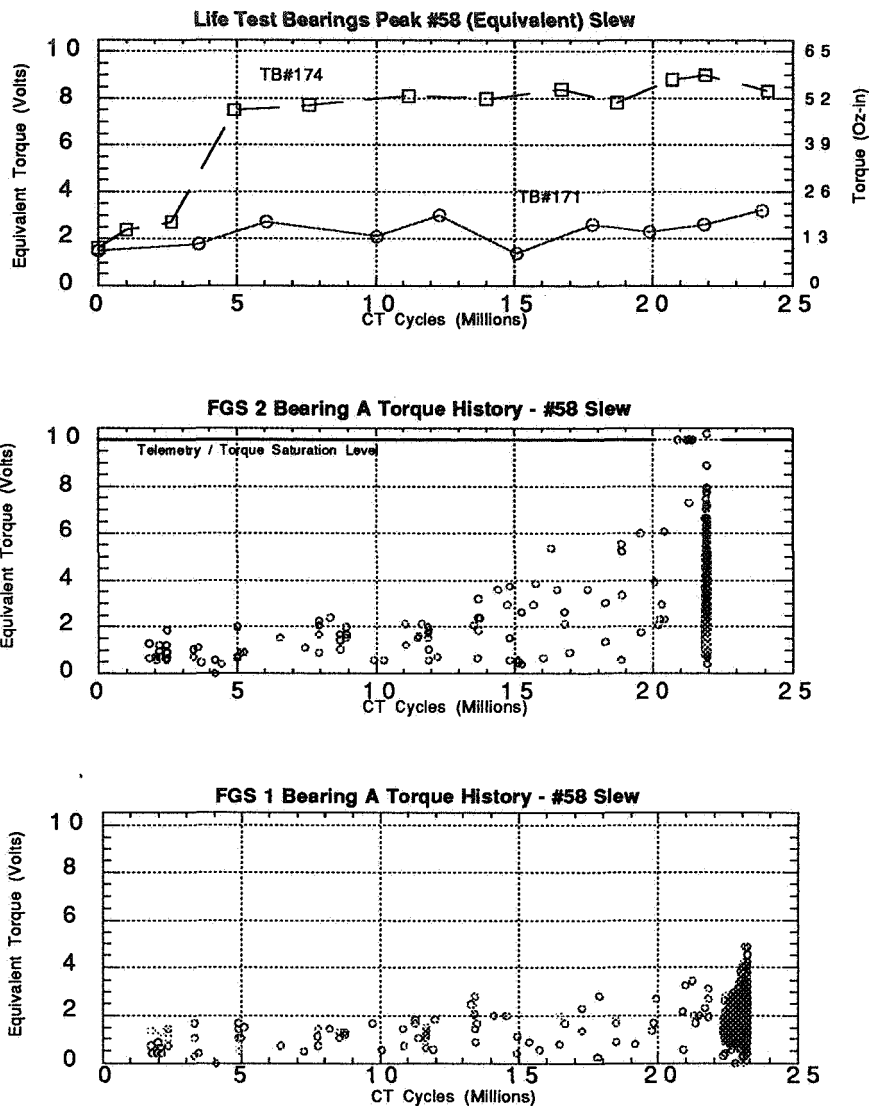 Life Test Bearings Peak #58 (Equivalent) Slew
10
8
6
4
2
0
Equivalent Torque (Volts)
TB#174
TB#171
65
52
39
26
13
0
Torque (Oz-in)
0 5 10 15 20 25
CT Cycles (Millions)
FGS 2 Bearing A Torque History - #58 Slew
10
8
6
4
2
0
Equivalent Torque (Volts)
Telemetry / Torque Saturation Level
0 5 10 15 20 25
CT Cycles (Millions)
FGS 1 Bearing A Torque History - #58 Slew
10
8
6
4
2
0
Equivalent Torque (Volts)
0 5 10 15 20 25
CT Cycles (Millions)